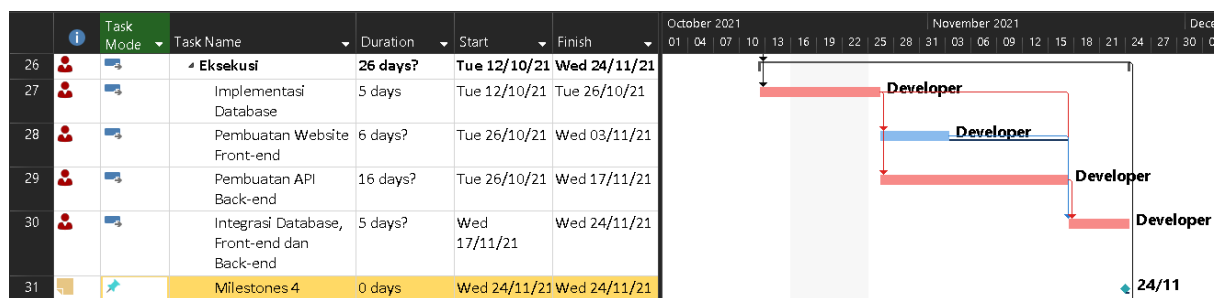 October 2021 November 2021 Dece
Task
Mode Task Name Duration Start Finish 01 04 07 10 13 16 19 22 25 28 31 03 06 09 12 15 18 21 24 27 30 0
26 Eksekusi 26 days? Tue 12/10/21 Wed 24/11/21
27 Implementasi 5 days Tue 12/10/21 Tue 26/10/21 Developer
Database
28 Pembuatan Website 6 days? Tue 26/10/21 Wed 03/11/21 Developer
Front-end
29 Pembuatan API 16 days? Tue 26/10/21 Wed 17/11/21 Developer
Back-end
30 Integrasi Database, 5 days? Wed Wed 24/11/21 Developer
Front-end dan 17/11/21
Back-end
31 Milestones 4 0 days Wed 24/11/21 Wed 24/11/21 24/11